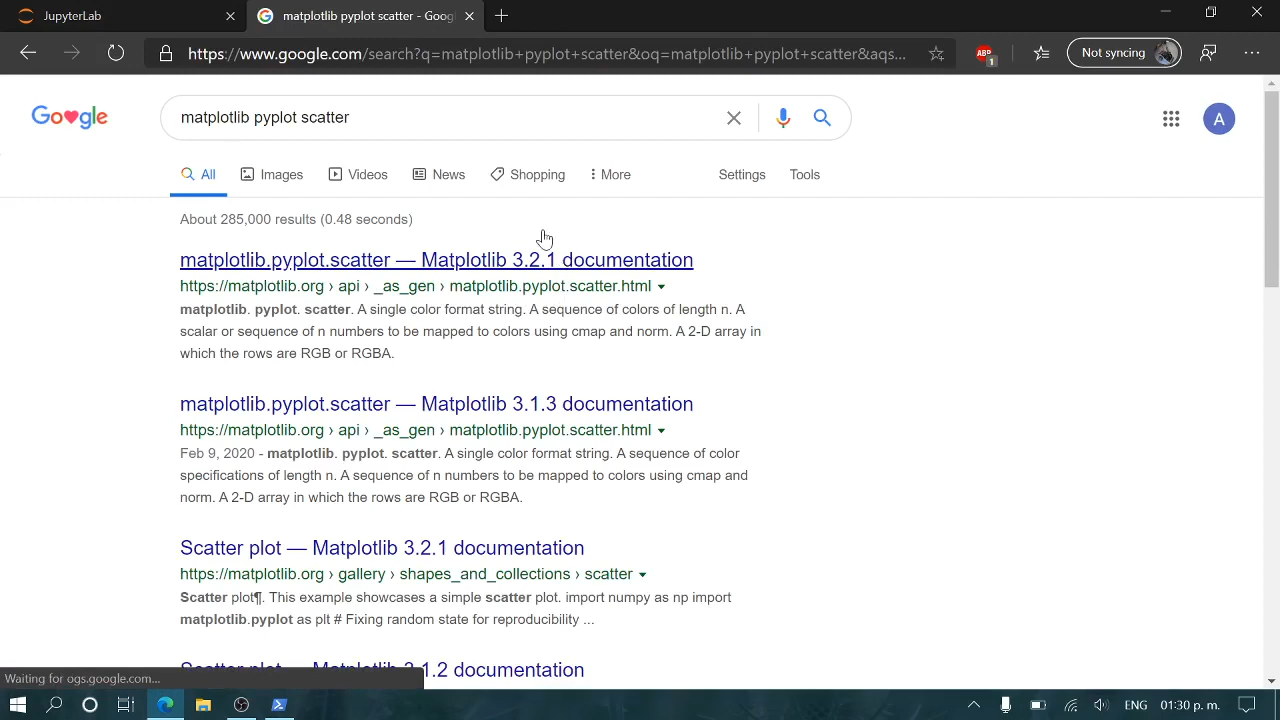 JupyterLab
matplotlib pyplot scatter - Goog
https://www.google.com/search?q=matplotlib+pyplot+scatter&oq=matplotlib+pyplot+scatter&aqs...
ABP
1
Not syncing
matplotlib pyplot scatter
A
All
Images
Videos
News
Shopping
More
Settings
Tools
About 285,000 results (0.48 seconds)
matplotlib.pyplot.scatter — Matplotlib 3.2.1 documentation
https://matplotlib.org › api › _as_gen › matplotlib.pyplot.scatter.html
matplotlib. pyplot. scatter. A single color format string. A sequence of colors of length n. A
scalar or sequence of n numbers to be mapped to colors using cmap and norm. A 2-D array in
which the rows are RGB or RGBA.
matplotlib.pyplot.scatter — Matplotlib 3.1.3 documentation
https://matplotlib.org › api › _as_gen › matplotlib.pyplot.scatter.html
Feb 9, 2020 - matplotlib. pyplot. scatter. A single color format string. A sequence of color
specifications of length n. A sequence of n numbers to be mapped to colors using cmap and
norm. A 2-D array in which the rows are RGB or RGBA.
Scatter plot — Matplotlib 3.2.1 documentation
https://matplotlib.org › gallery › shapes_and_collections › scatter
Scatter plot¶. This example showcases a simple scatter plot. import numpy as np import
matplotlib.pyplot as plt # Fixing random state for reproducibility ...
Scatter plot — Matplotlib 3.1.2 documentation
Waiting for ogs.google.com...
ENG
01:30 p. m.